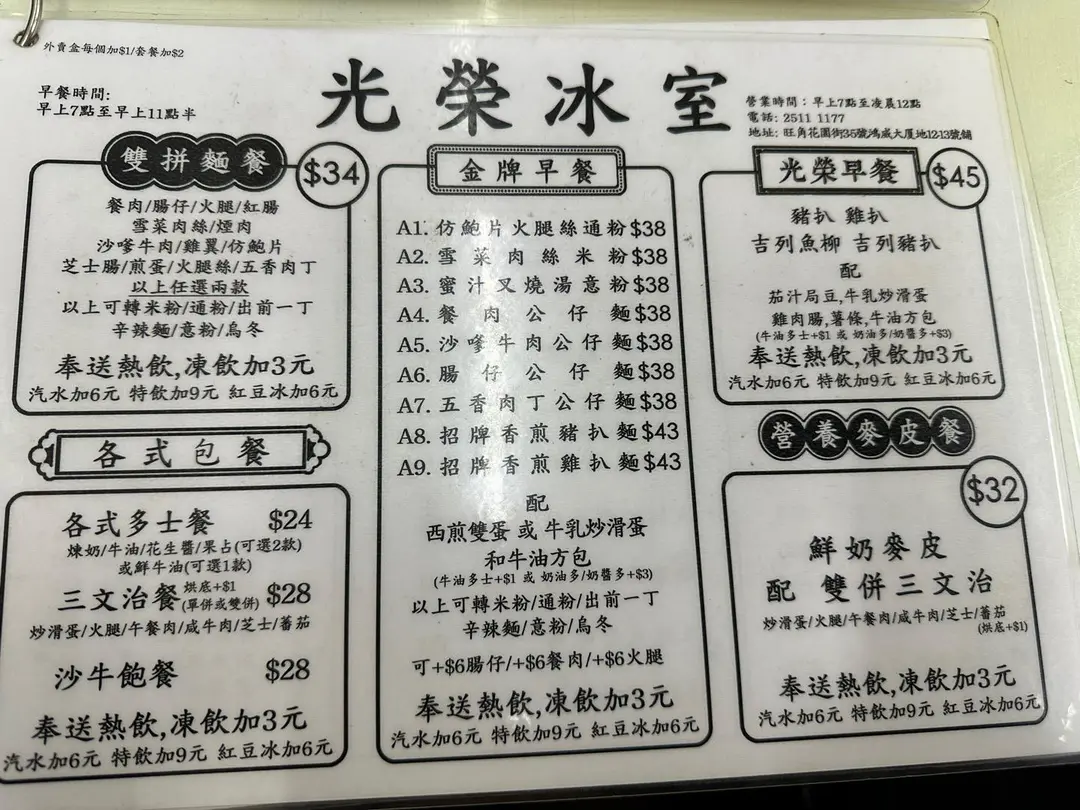 外賣盒每個加$1/套餐加$2
早餐時間:
早上7點至早上11點半
光榮冰室
營業時間：早上7點至凌晨12點
電話: 2511 1177
地址: 旺角花園街35號鴻威大厦地12-13號舖
雙拼麵餐 $34
餐肉/腸仔/火腿/紅腸
雪菜肉絲/煙肉
沙嗲牛肉/雞翼/仿鮑片
芝士腸/煎蛋/火腿絲/五香肉丁
以上任選兩款
以上可轉米粉/通粉/出前一丁
辛辣麵/意粉/烏冬
奉送熱飲,凍飲加3元
汽水加6元 特飲加9元 紅豆冰加6元
各式包餐
各式多士餐 $24
煉奶/牛油/花生醬/果占(可選2款)
或鮮牛油(可選1款)
三文治餐 烘底+$1 (單併或雙併) $28
炒滑蛋/火腿/午餐肉/咸牛肉/芝士/蕃茄
沙牛飽餐 $28
奉送熱飲,凍飲加3元
汽水加6元 特飲加9元 紅豆冰加6元
金牌早餐
A1. 仿鮑片火腿絲通粉$38
A2. 雪菜肉絲米粉$38
A3. 蜜汁叉燒湯意粉$38
A4. 餐肉公仔麵$38
A5. 沙嗲牛肉公仔麵$38
A6. 腸仔公仔麵$38
A7. 五香肉丁公仔麵$38
A8. 招牌香煎豬扒麵$43
A9. 招牌香煎雞扒麵$43
配
西煎雙蛋 或 牛乳炒滑蛋
和牛油方包
(牛油多士+$1 或 奶油多/奶醬多+$3)
以上可轉米粉/通粉/出前一丁
辛辣麵/意粉/烏冬
可+$6腸仔/+$6餐肉/+$6火腿
奉送熱飲,凍飲加3元
汽水加6元 特飲加9元 紅豆冰加6元
光榮早餐 $45
豬扒 雞扒
吉列魚柳 吉列豬扒
配
茄汁局豆,牛乳炒滑蛋
雞肉腸,薯條,牛油方包
(牛油多士+$1 或 奶油多/奶醬多+$3)
奉送熱飲,凍飲加3元
汽水加6元 特飲加9元 紅豆冰加6元
營養麥皮餐
$32
鮮奶麥皮
配 雙併三文治
炒滑蛋/火腿/午餐肉/咸牛肉/芝士/蕃茄
(烘底+$1)
奉送熱飲,凍飲加3元
汽水加6元 特飲加9元 紅豆冰加6元